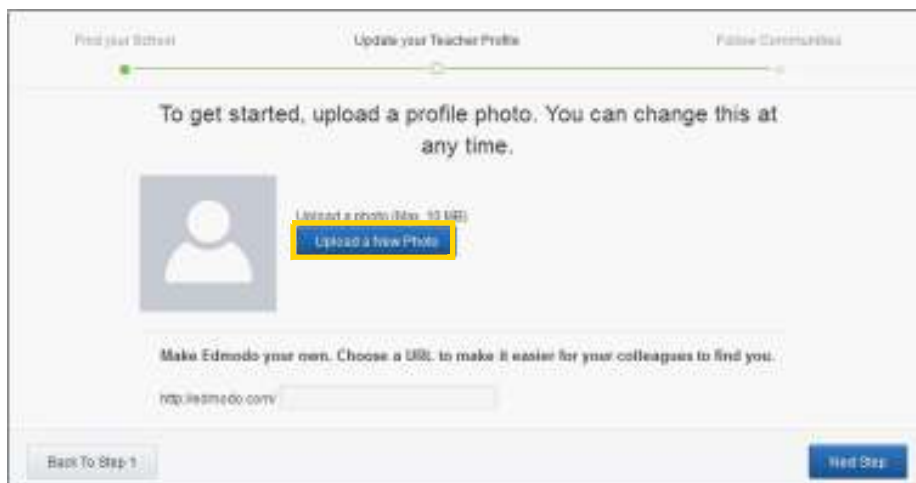 Find your School
Update your Teacher Profile
Follow Communities
To get started, upload a profile photo. You can change this at
any time.
Upload a photo (Max. 10 MB)
Upload a New Photo
Make Edmodo your own. Choose a URL to make it easier for your colleagues to find you.
http://edmodo.com/
Back To Step 1
Next Step